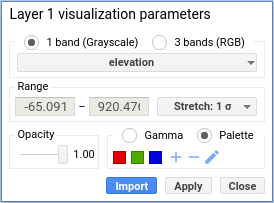 Layer 1 visualization parameters
1 band (Grayscale) 3 bands (RGB)
elevation
Range
-65.091 – 920.476 Stretch: 1 σ
Opacity Gamma Palette
1.00 + –
Import Apply Close